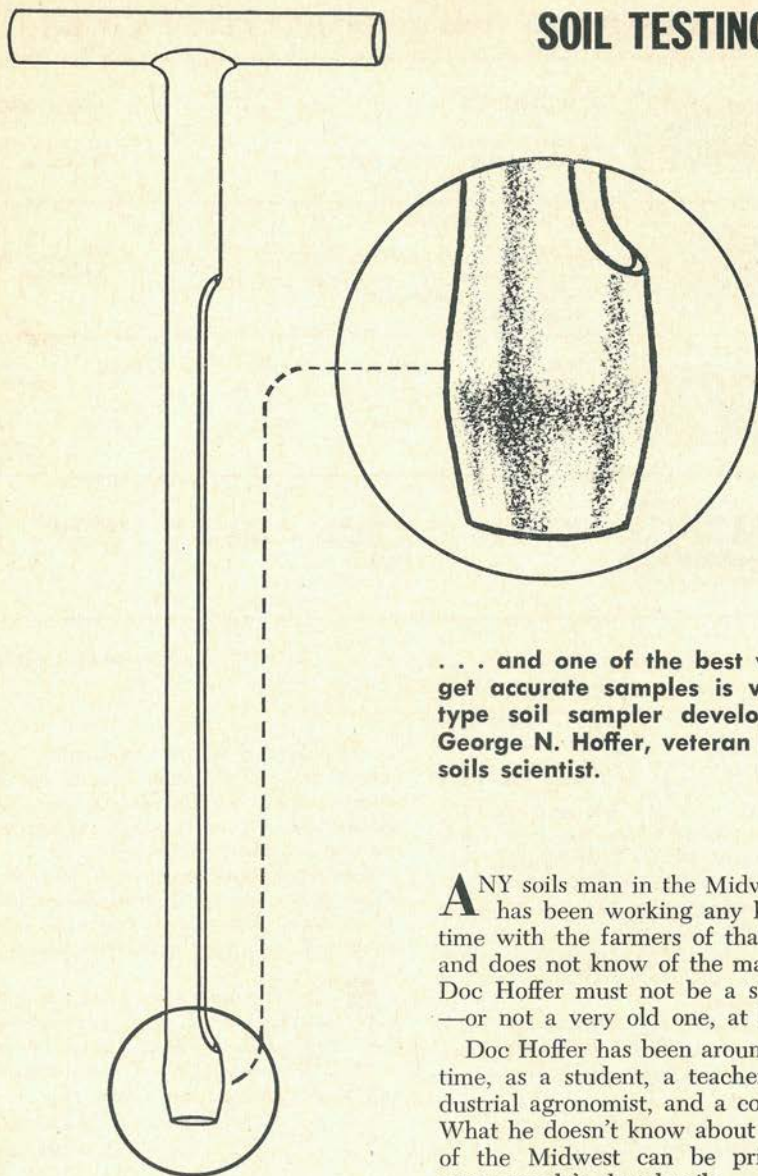 SOIL TESTING
. . . and one of the best
get accurate samples is
type soil sampler develo
George N. Hoffer, veteran
soils scientist.
ANY soils man in the Midw
has been working any
time with the farmers of tha
and does not know of the ma
Doc Hoffer must not be a s
—or not a very old one, at
Doc Hoffer has been aroun
time, as a student, a teache
dustrial agronomist, and a co
What he doesn't know about
of the Midwest can be pri